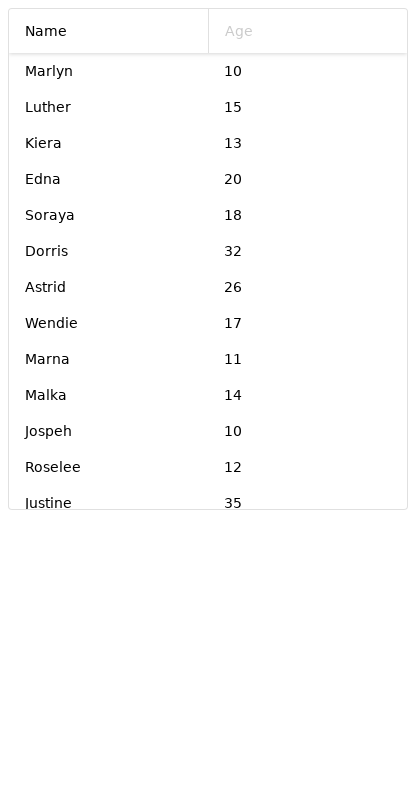 Name Age
Marlyn 10
Luther 15
Kiera 13
Edna 20
Soraya 18
Dorris 32
Astrid 26
Wendie 17
Marna 11
Malka 14
Jospeh 10
Roselee 12
Justine 35